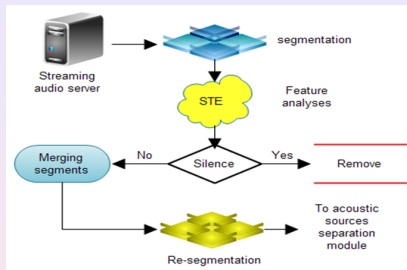 segmentation
Streaming
audio server
STE
Feature
analyses
Merging
segments
No
Silence
Yes
Remove
To acoustic
sources
separation
module
Re-segmentation